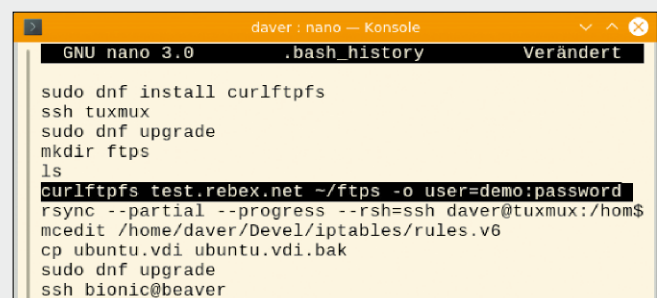 daver : nano — Konsole
GNU nano 3.0 .bash_history Verändert
sudo dnf install curlftpfs
ssh tuxmux
sudo dnf upgrade
mkdir ftps
ls
curlftpfs test.rebex.net ~/ftps -o user=demo:password
rsync --partial --progress --rsh=ssh daver@tuxmux:/hom$
mcedit /home/daver/Devel/iptables/rules.v6
cp ubuntu.vdi ubuntu.vdi.bak
sudo dnf upgrade
ssh bionic@beaver